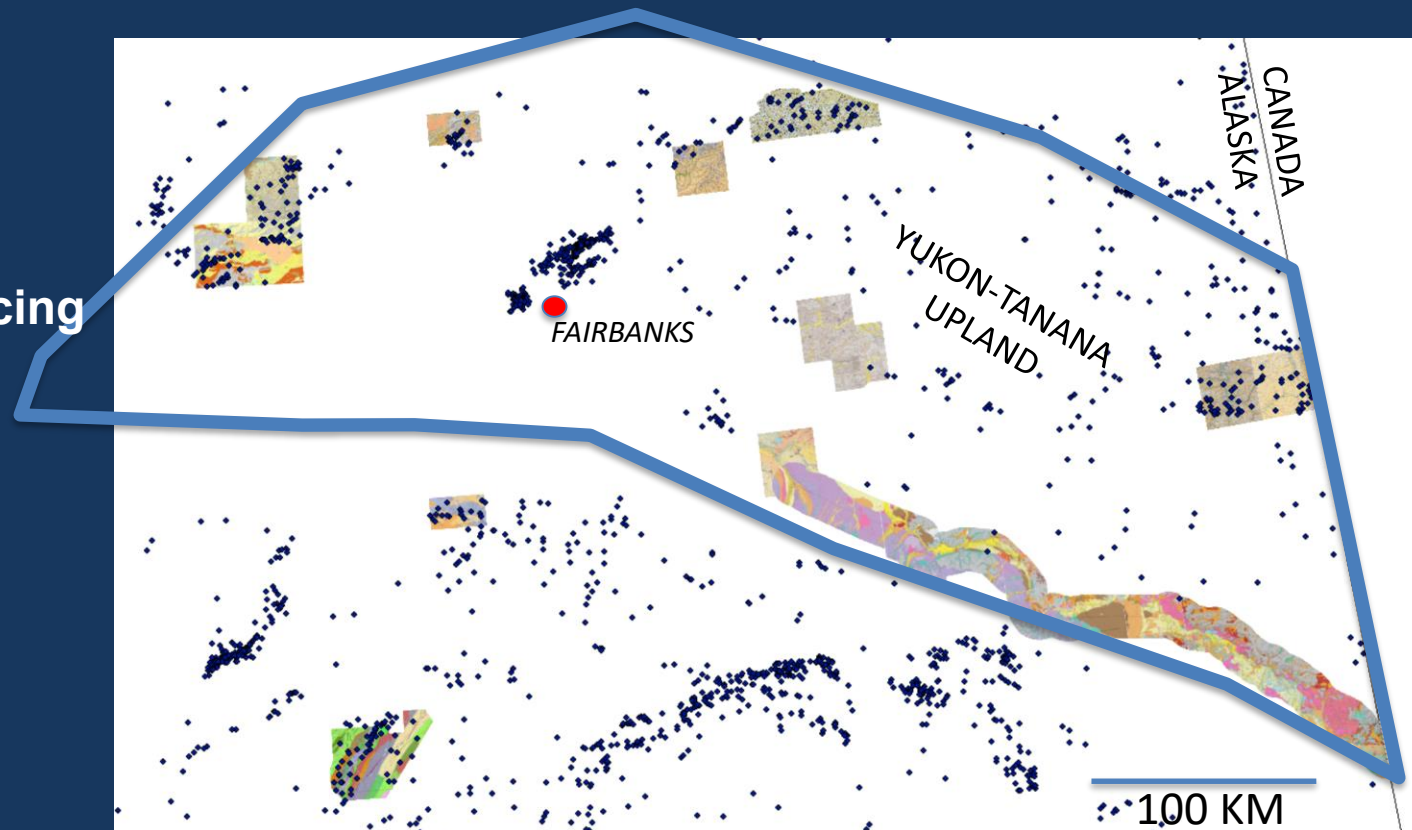 CANADA
ALASKA
YUKON-TANANA
UPLAND
cing
FAIRBANKS
100 KM